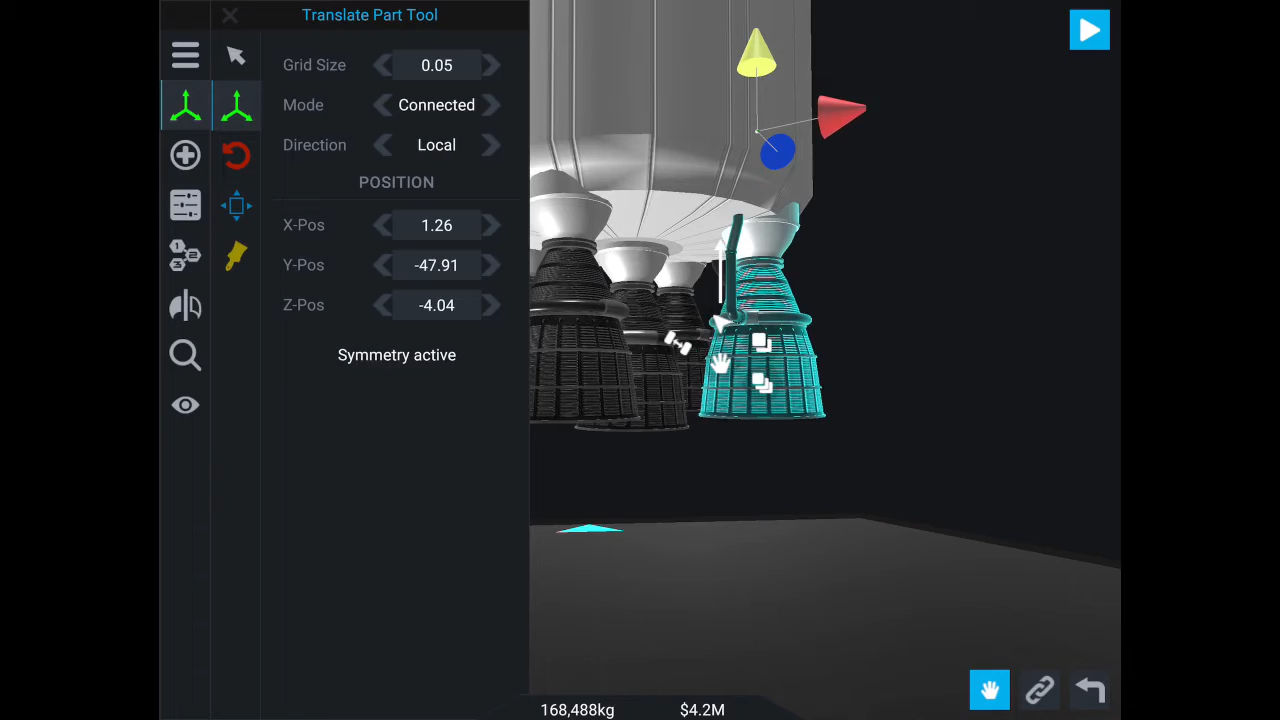 Translate Part Tool
Grid Size 0.05
Mode Connected
Direction Local
POSITION
X-Pos 1.26
Y-Pos -47.91
Z-Pos -4.04
Symmetry active
168,488kg $4.2M